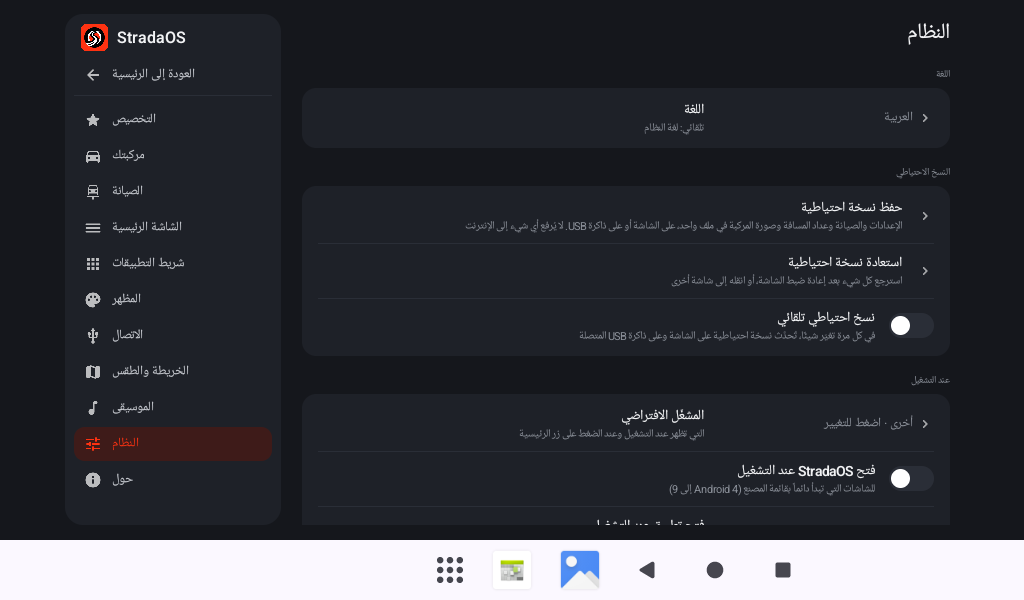 StradaOS
العودة إلى الرئيسية
التخصيص
مركبتك
الصيانة
الشاشة الرئيسية
شريط التطبيقات
المظهر
الاتصال
الخريطة والطقس
الموسيقى
النظام
حول
النظام
اللغة
اللغة
تلقائي: لغة النظام
العربية
النسخ الاحتياطي
حفظ نسخة احتياطية
الإعدادات والصيانة وعداد المسافة وصورة المركبة في ملف واحد، على الشاشة أو على ذاكرة USB. لا يُرفع أي شيء إلى الإنترنت
استعادة نسخة احتياطية
استرجع كل شيء بعد إعادة ضبط الشاشة، أو انقله إلى شاشة أخرى
نسخ احتياطي تلقائي
في كل مرة تغير شيئًا، تُحدَّث نسخة احتياطية على الشاشة وعلى ذاكرة USB المتصلة
عند التشغيل
المشغّل الافتراضي
التي تظهر عند التشغيل وعند الضغط على زر الرئيسية
أخرى · اضغط للتغيير
فتح StradaOS عند التشغيل
للشاشات التي تبدأ دائماً بقائمة المصنع (Android 4 إلى 9)